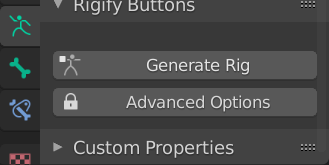 Rigify Buttons
Generate Rig
Advanced Options
Custom Properties